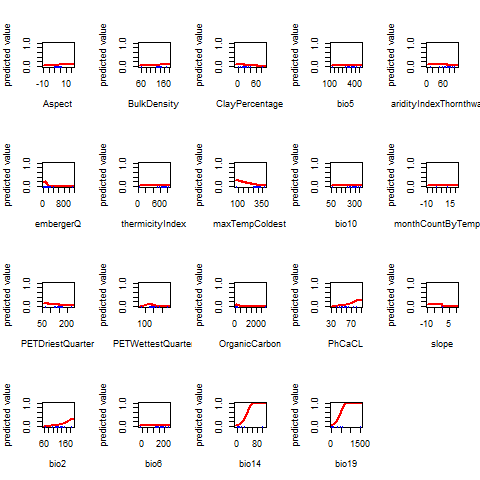 predicted value 0.0 1.0 -10 10 Aspect
predicted value 0.0 1.0 60 160 BulkDensity
predicted value 0.0 1.0 0 60 ClayPercentage
predicted value 0.0 1.0 100 400 bio5
predicted value 0.0 1.0 0 60 aridityIndexThornthwa
predicted value 0.0 1.0 0 800 embergerQ
predicted value 0.0 1.0 0 600 thermicityIndex
predicted value 0.0 1.0 100 350 maxTempColdest
predicted value 0.0 1.0 50 300 bio10
predicted value 0.0 1.0 -10 15 monthCountByTemp
predicted value 0.0 1.0 50 200 PETDriestQuarter
predicted value 0.0 1.0 100 PETWettestQuarte
predicted value 0.0 1.0 0 2000 OrganicCarbon
predicted value 0.0 1.0 30 70 PhCaCL
predicted value 0.0 1.0 -10 5 slope
predicted value 0.0 1.0 60 160 bio2
predicted value 0.0 1.0 0 200 bio6
predicted value 0.0 1.0 0 80 bio14
predicted value 0.0 1.0 0 1500 bio19